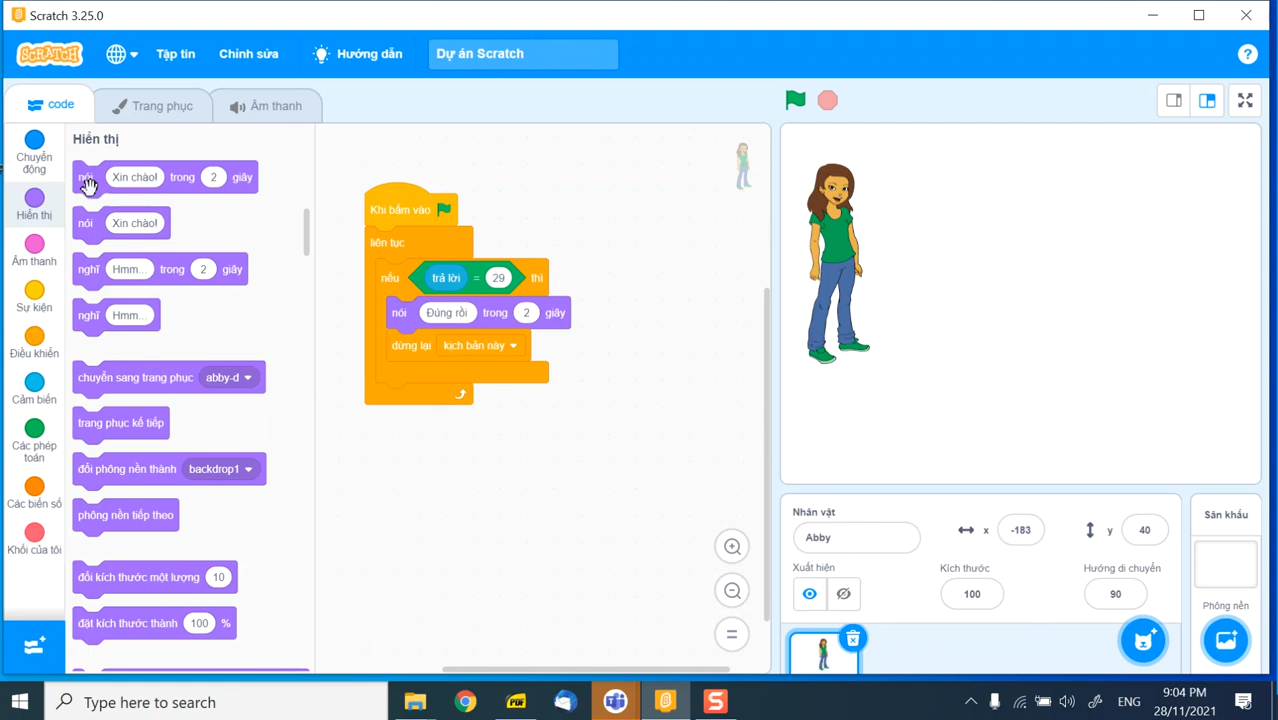 Scratch 3.25.0
SCRATCH
Tập tin
Chỉnh sửa
Hướng dẫn
Dự án Scratch
?
code
Trang phục
Âm thanh
Chuyển động
Hiển thị
Âm thanh
Sự kiện
Điều khiển
Cảm biến
Các phép toán
Các biến số
Khối của tôi
Hiển thị
nói Xin chào! trong 2 giây
nói Xin chào!
nghĩ Hmm... trong 2 giây
nghĩ Hmm...
chuyển sang trang phục abby-d
trang phục kế tiếp
đổi phông nền thành backdrop1
phông nền tiếp theo
đổi kích thước một lượng 10
đặt kích thước thành 100 %
Khi bấm vào
liên tục
nếu trả lời = 29 thì
nói Đúng rồi trong 2 giây
dừng lại kịch bản này
Nhân vật
Abby
x -183
y 40
Xuất hiện
Kích thước
100
Hướng di chuyển
90
Sân khấu
Phông nền
Type here to search
PDF
ENG
9:04 PM
28/11/2021